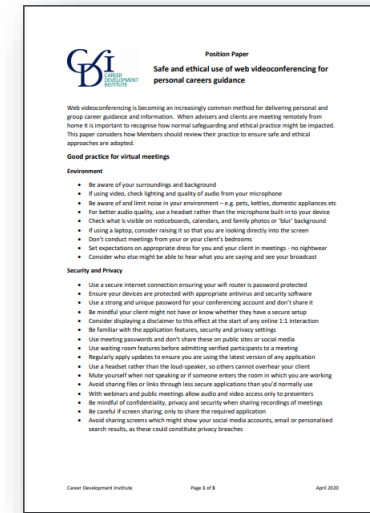 CDI
CAREER
DEVELOPMENT
INSTITUTE
Position Paper
Safe and ethical use of web videoconferencing for
personal careers guidance
Web videoconferencing is becoming an increasingly common method for delivering personal and
group career guidance and information. When advisers and clients are meeting remotely from
home it is important to recognise how normal safeguarding and ethical practice might be impacted.
This paper considers how Members should review their practice to ensure safe and ethical
approaches are adopted.
Good practice for virtual meetings
Environment
• Be aware of your surroundings and background
• If using video, check lighting and quality of audio from your microphone
• Be aware of and limit noise in your environment – e.g. pets, kettles, domestic appliances etc
• For better audio quality, use a headset rather than the microphone built-in to your device
• Check what is visible on noticeboards, calendars, and family photos or 'blur' background
• If using a laptop, consider raising it so that you are looking directly into the screen
• Don't conduct meetings from your or your client's bedrooms
• Set expectations on appropriate dress for you and your client in meetings - no nightwear
• Consider who else might be able to hear what you are saying and see your broadcast
Security and Privacy
• Use a secure internet connection ensuring your wifi router is password protected
• Ensure your devices are protected with appropriate antivirus and security software
• Use a strong and unique password for your conferencing account and don't share it
• Be mindful your client might not have or know whether they have a secure setup
• Consider displaying a disclaimer to this effect at the start of any online 1:1 interaction
• Be familiar with the application features, security and privacy settings
• Use meeting passwords and don't share these on public sites or social media
• Use waiting room features before admitting verified participants to a meeting
• Regularly apply updates to ensure you are using the latest version of any application
• Use a headset rather than the loud-speaker, so others cannot overhear your client
• Mute yourself when not speaking or if someone enters the room in which you are working
• Avoid sharing files or links through less secure applications than you'd normally use
• With webinars and public meetings allow audio and video access only to presenters
• Be mindful of confidentiality, privacy and security when sharing recordings of meetings
• Be careful if screen sharing; only to share the required application
• Avoid sharing screens which might show your social media accounts, email or personalised
search results, as these could constitute privacy breaches
Career Development Institute Page 1 of 3 April 2020